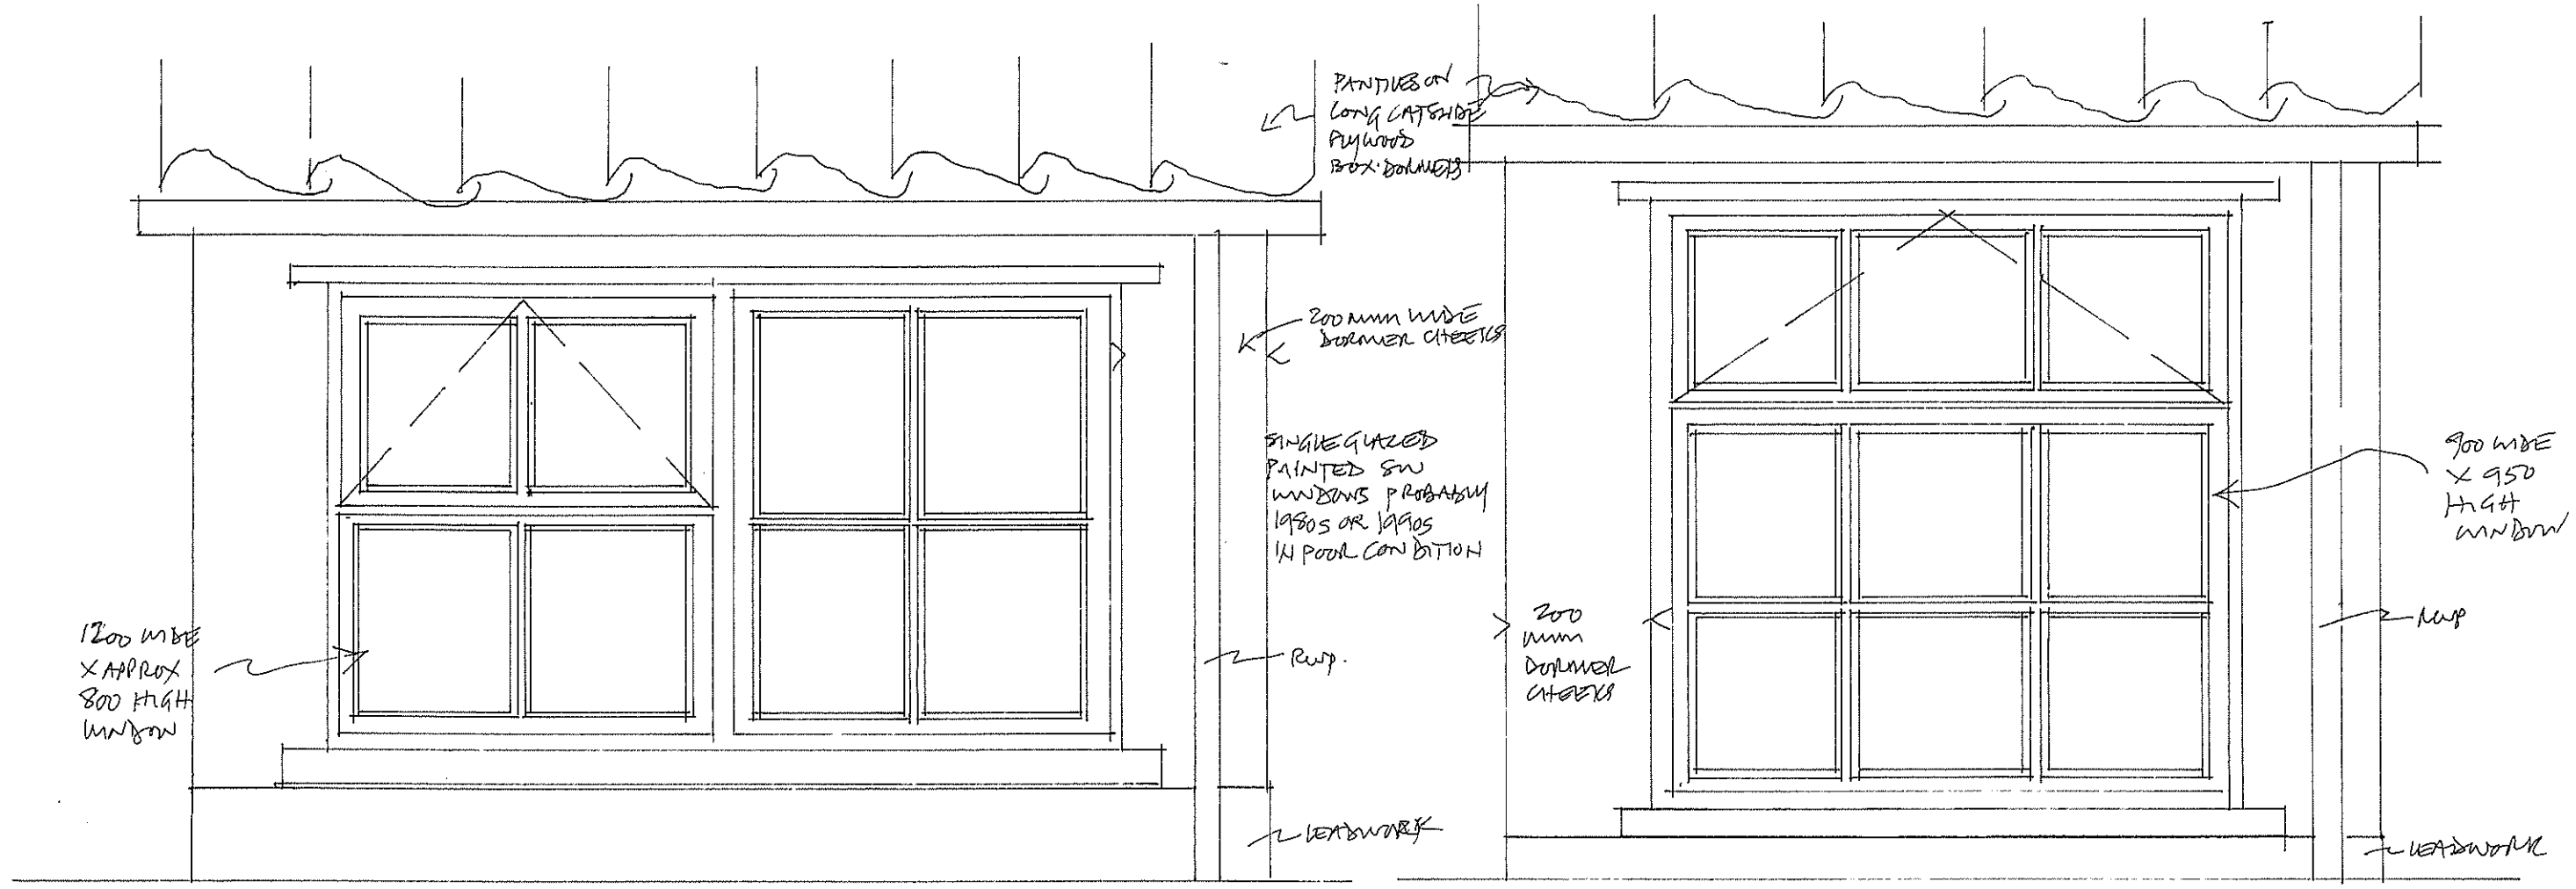 PANTILES ON
LONG CATSLIDE
PLYWOOD
BOX DORMERS
200mm WIDE
DORMER CHEEKS
SINGLE GLAZED
PAINTED SW
WINDOWS PROBABLY
1980s OR 1990s
IN POOR CONDITION
1200 WIDE
X APPROX
800 HIGH
WINDOW
RWP.
LEADWORK
200
mm
DORMER
CHEEKS
900 WIDE
X 950
HIGH
WINDOW
RWP
LEADWORK